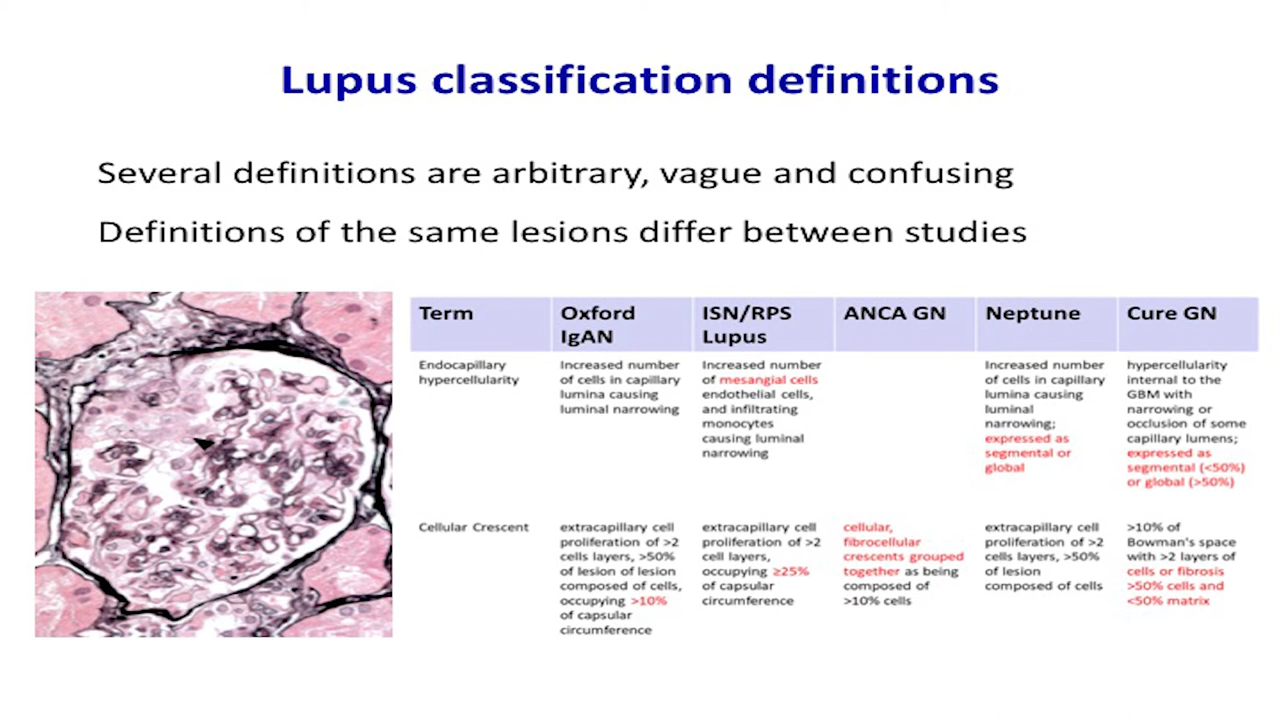 Lupus classification definitions
Several definitions are arbitrary, vague and confusing
Definitions of the same lesions differ between studies
Term
Oxford
IgAN
ISN/RPS
Lupus
ANCA GN
Neptune
Cure GN
Endocapillary
hypercellularity
Increased number
of cells in capillary
lumina causing
luminal narrowing
Increased number
of mesangial cells
endothelial cells,
and infiltrating
monocytes
causing luminal
narrowing
Increased number
of cells in capillary
lumina causing
luminal
narrowing;
expressed as
segmental or
global
hypercellularity
internal to the
GBM with
narrowing or
occlusion of some
capillary lumens;
expressed as
segmental (<50%)
or global (>50%)
Cellular Crescent
extracapillary cell
proliferation of >2
cells layers, >50%
of lesion of lesion
composed of cells,
occupying >10%
of capsular
circumference
extracapillary cell
proliferation of >2
cell layers,
occupying ≥25%
of capsular
circumference
cellular,
fibrocellular
crescents grouped
together as being
composed of
>10% cells
extracapillary cell
proliferation of >2
cells layers, >50%
of lesion
composed of cells
>10% of
Bowman's space
with >2 layers of
cells or fibrosis
>50% cells and
<50% matrix